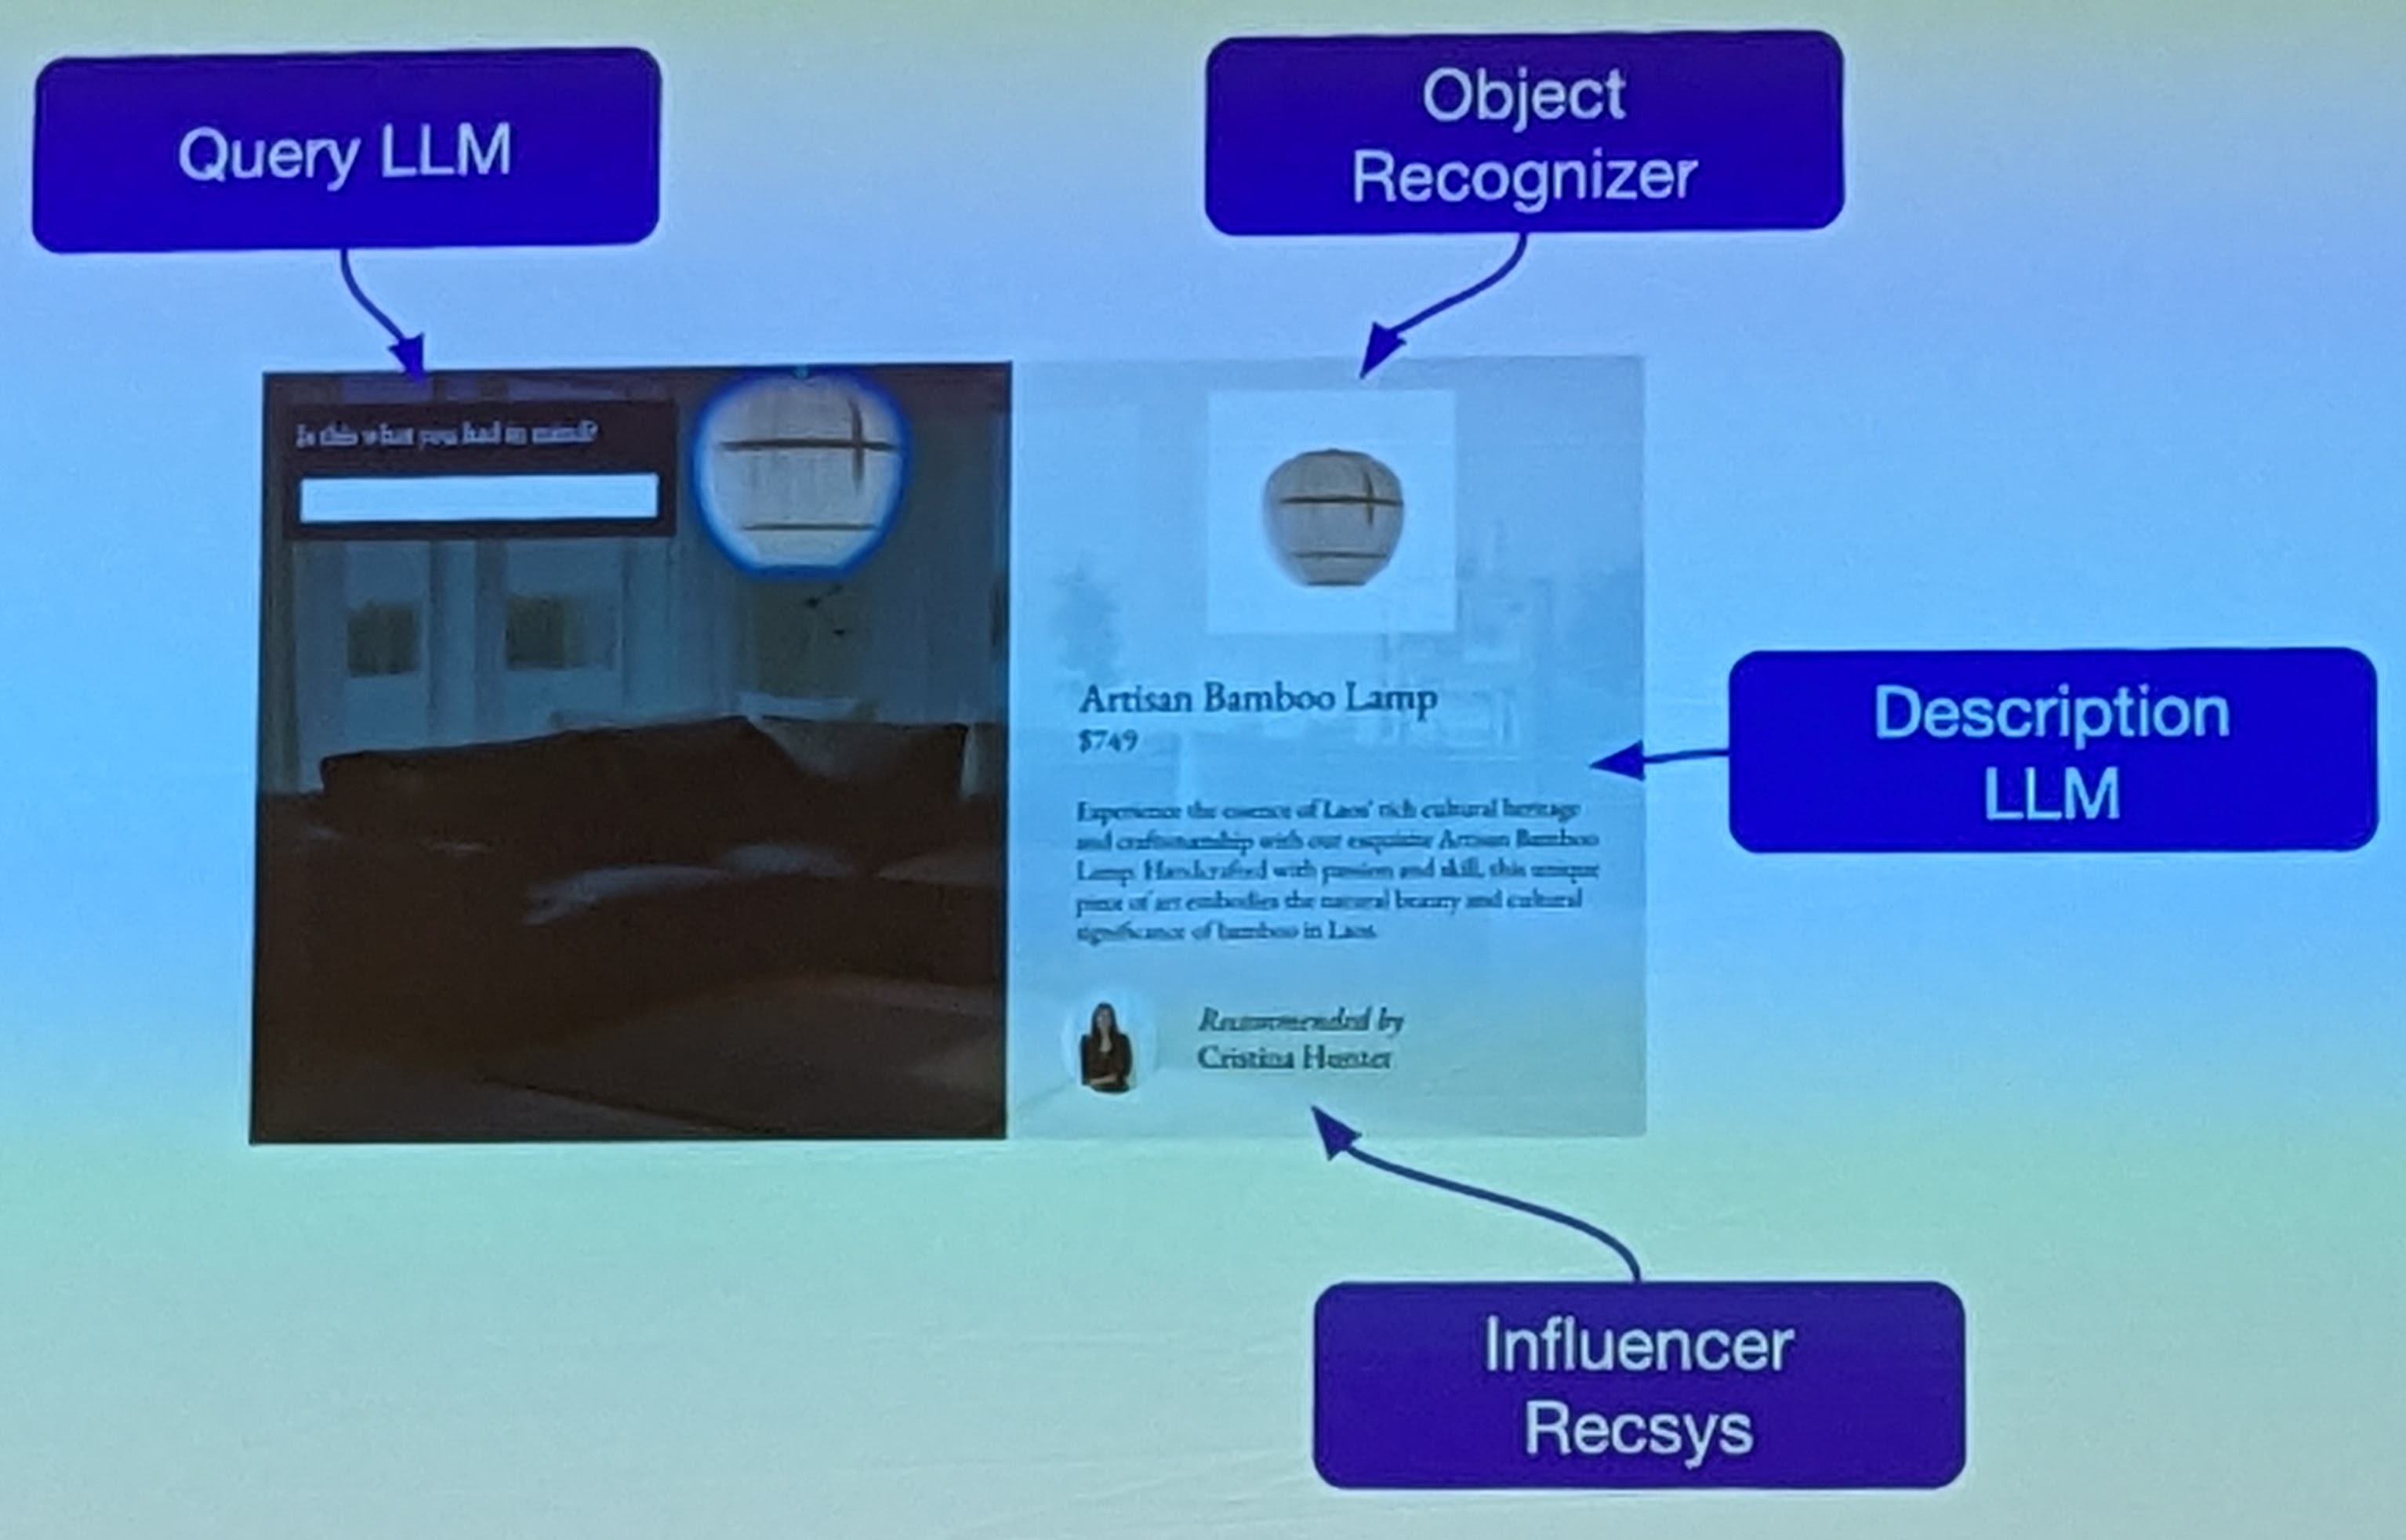 Query LLM
Object
Recognizer
Is this what you had in mind?
Artisan Bamboo Lamp
$749
Description
LLM
Experience the essence of Laos' rich cultural heritage
and craftsmanship with our exquisite Artisan Bamboo
Lamp. Handcrafted with passion and skill, this unique
piece of art embodies the natural beauty and cultural
significance of bamboo in Laos.
Recommended by
Cristina Hunter
Influencer
Recsys